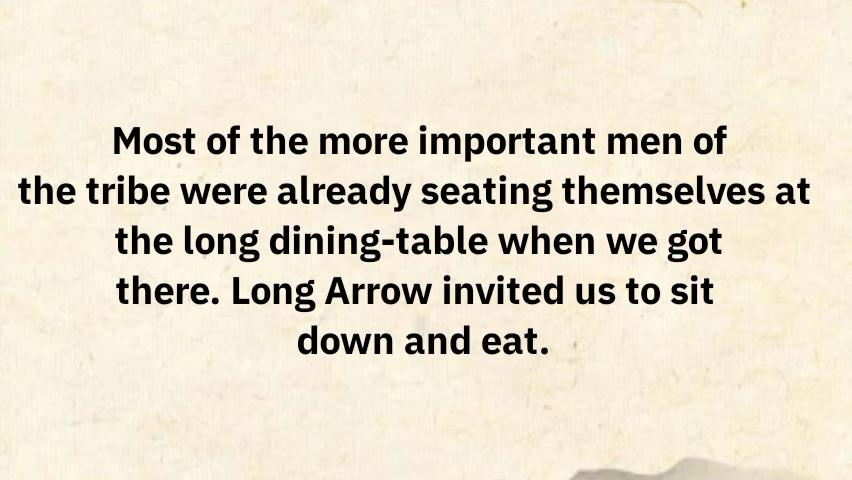 Most of the more important men of
the tribe were already seating themselves at
the long dining-table when we got
there. Long Arrow invited us to sit
down and eat.